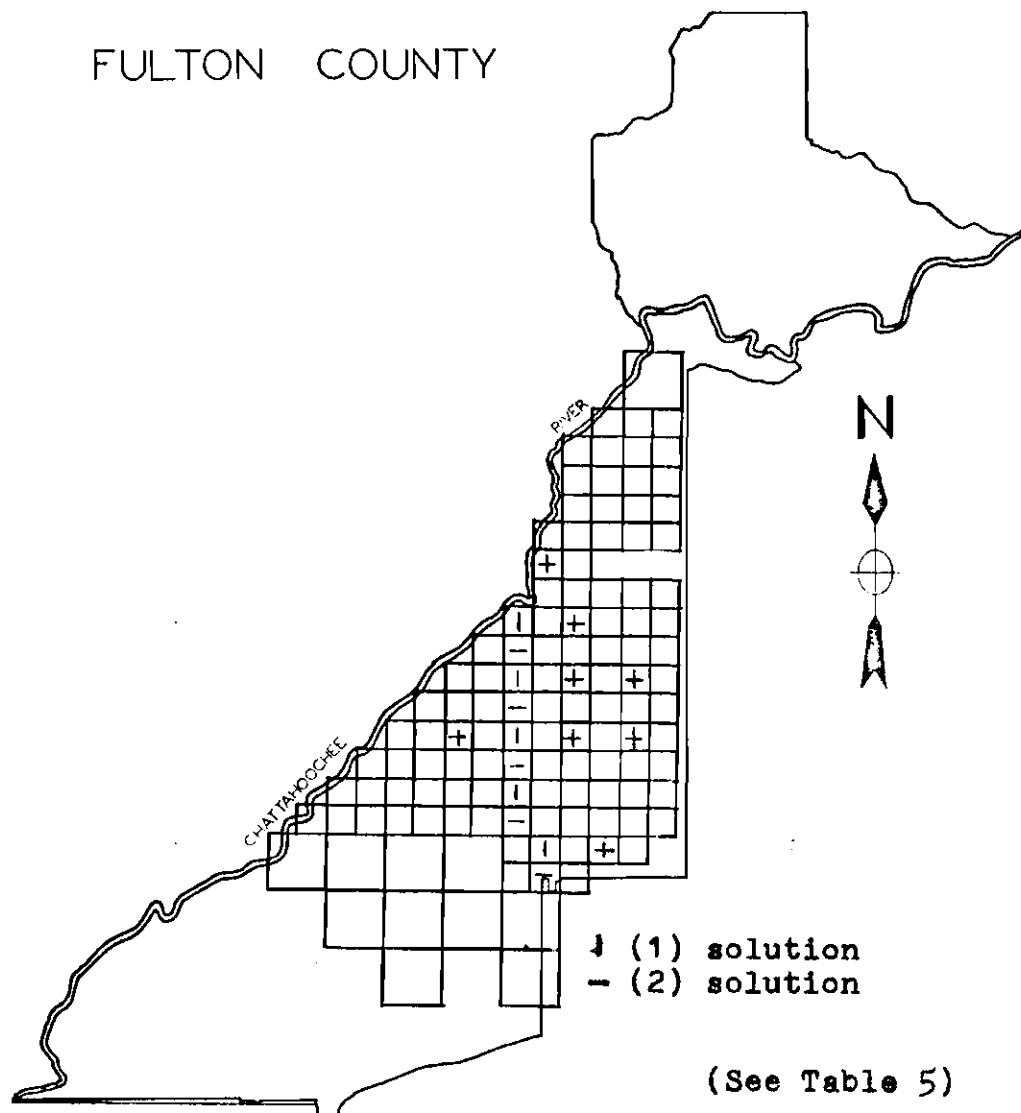 FULTON COUNTY
RIVER
N
CHATTAHOOCHEE
(1) solution
– (2) solution
(See Table 5)